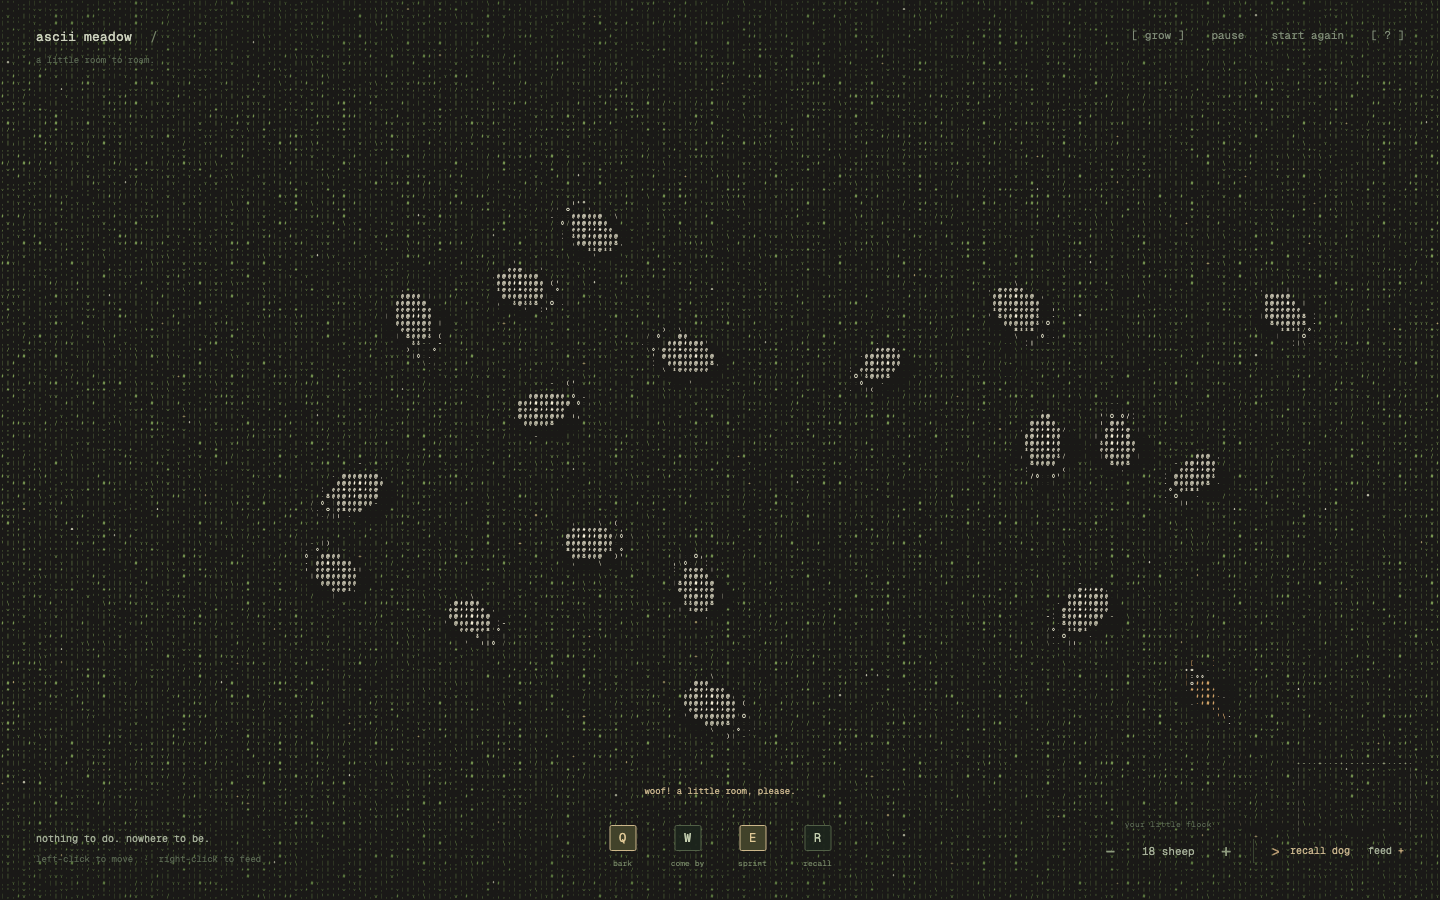 ascii meadow /
a little room to roam
[ grow ] pause start again [ ? ]
woof! a little room, please.
nothing to do. nowhere to be.
left-click to move · right-click to feed
Q W E R
bark come by sprint recall
your little flock
− 18 sheep + > recall dog feed +